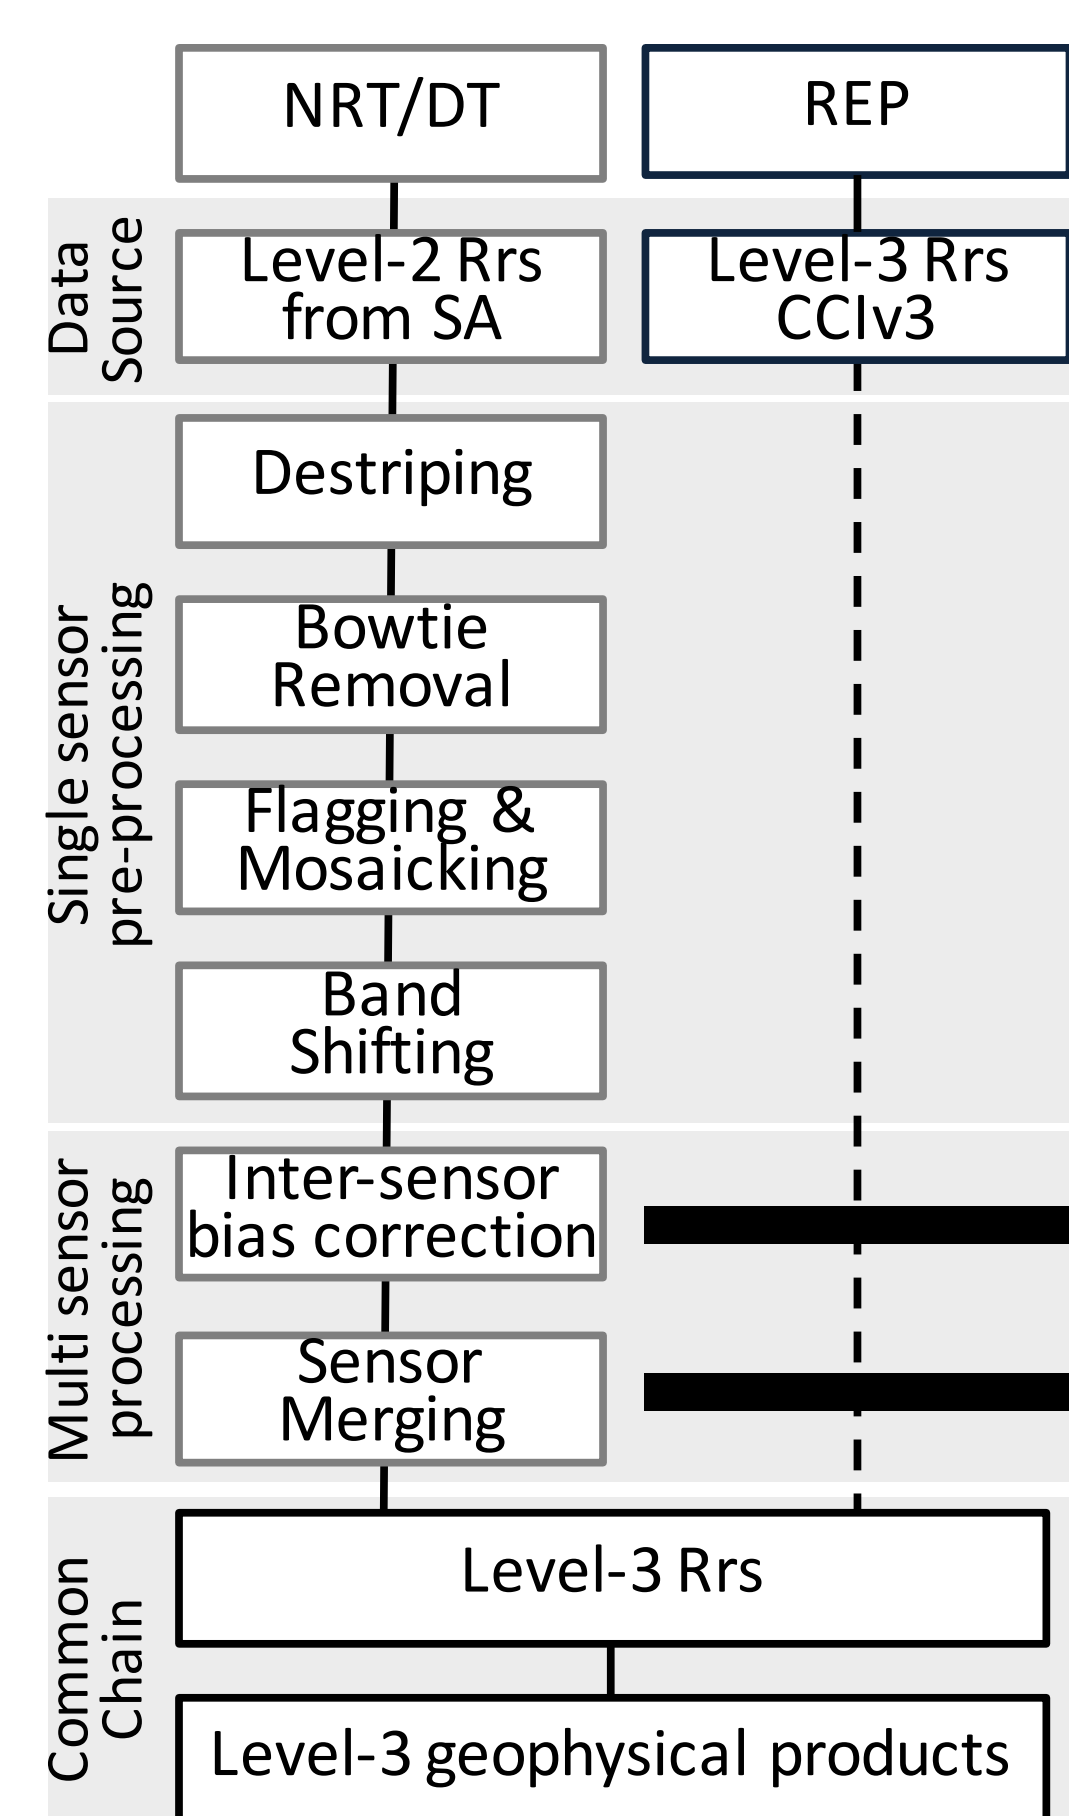 NRT/DT
REP
Data
Source
Level-2 Rrs
from SA
Level-3 Rrs
CCIv3
Single sensor
pre-processing
Destriping
Bowtie
Removal
Flagging &
Mosaicking
Band
Shifting
Multi sensor
processing
Inter-sensor
bias correction
Sensor
Merging
Common
Chain
Level-3 Rrs
Level-3 geophysical products